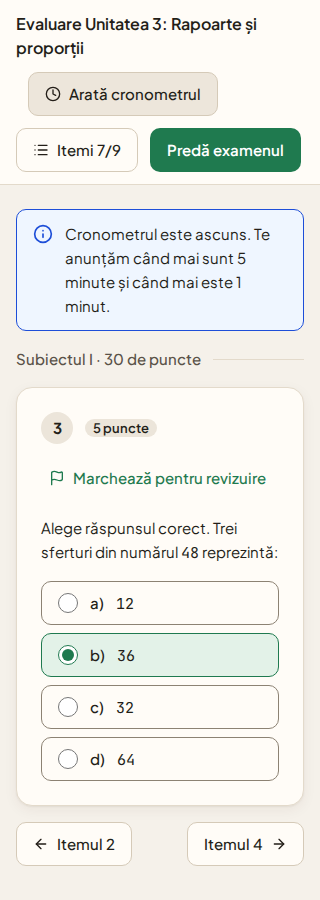 Evaluare Unitatea 3: Rapoarte și
proporții
Arată cronometrul
Itemi 7/9
Predă examenul
Cronometrul este ascuns. Te
anunțăm când mai sunt 5
minute și când mai este 1
minut.
Subiectul I · 30 de puncte
3
5 puncte
Marchează pentru revizuire
Alege răspunsul corect. Trei
sferturi din numărul 48 reprezintă:
a) 12
b) 36
c) 32
d) 64
Itemul 2
Itemul 4